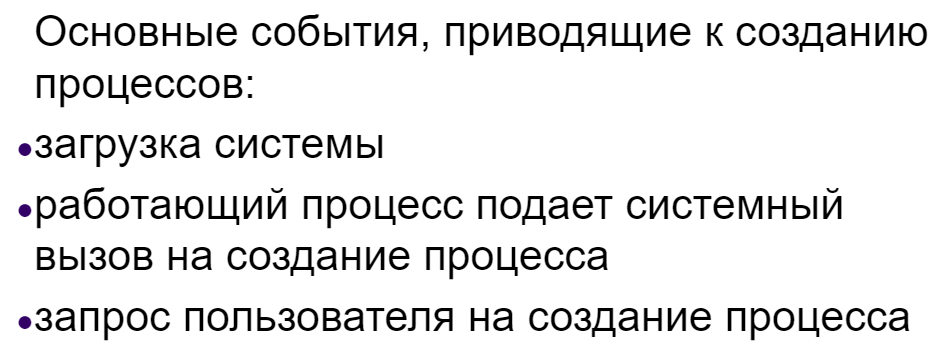 Основные события, приводящие к созданию
процессов:
•загрузка системы
•работающий процесс подает системный
вызов на создание процесса
•запрос пользователя на создание процесса